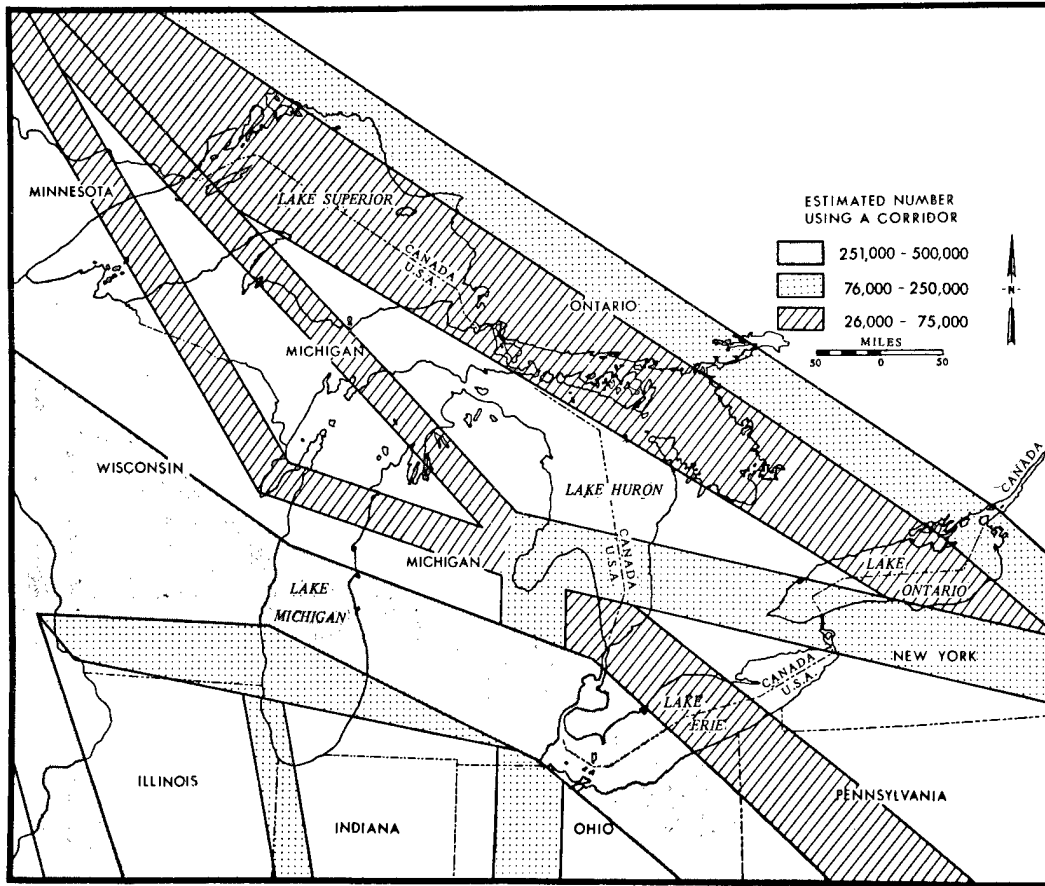 MINNESOTA
LAKE SUPERIOR
CANADA
U.S.A.
ONTARIO
ESTIMATED NUMBER
USING A CORRIDOR
251,000 - 500,000
76,000 - 250,000
26,000 - 75,000
MILES
50 0 50
N
MICHIGAN
WISCONSIN
LAKE HURON
CANADA
U.S.A.
CANADA
MICHIGAN
LAKE
ONTARIO
LAKE
MICHIGAN
NEW YORK
CANADA
U.S.A.
LAKE
ERIE
ILLINOIS
INDIANA
OHIO
PENNSYLVANIA